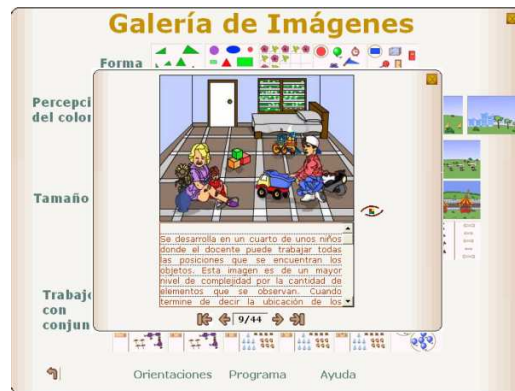 Galería de Imágenes
Forma
Percepci
del color
Tamaño
Se desarrolla en un cuarto de unos niños
donde el docente puede trabajar todas
las posiciones que se encuentran los
objetos. Esta imagen es de un mayor
nivel de complejidad por la cantidad de
elementos que se observan. Cuando
termine de decir la ubicación de los
Trabajo
con
conjun
9/44
Orientaciones Programa Ayuda